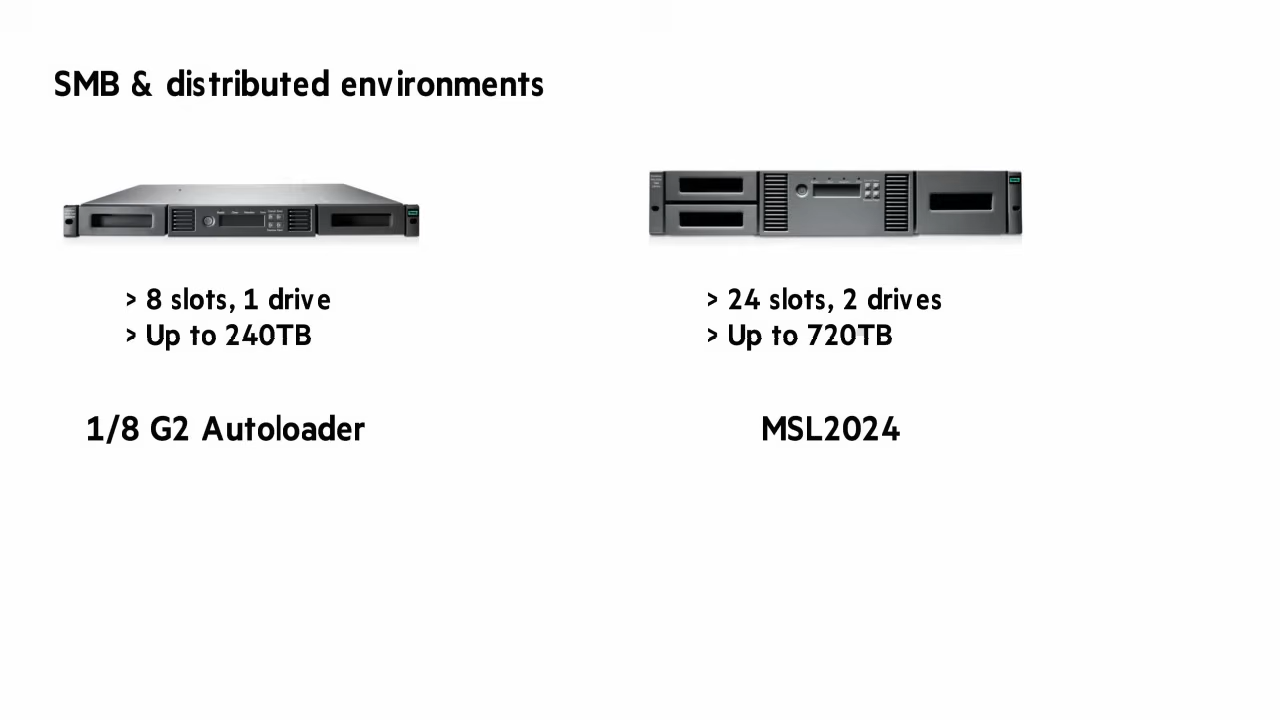 SMB & distributed environments
> 8 slots, 1 drive
> Up to 240TB
1/8 G2 Autoloader
> 24 slots, 2 drives
> Up to 720TB
MSL2024